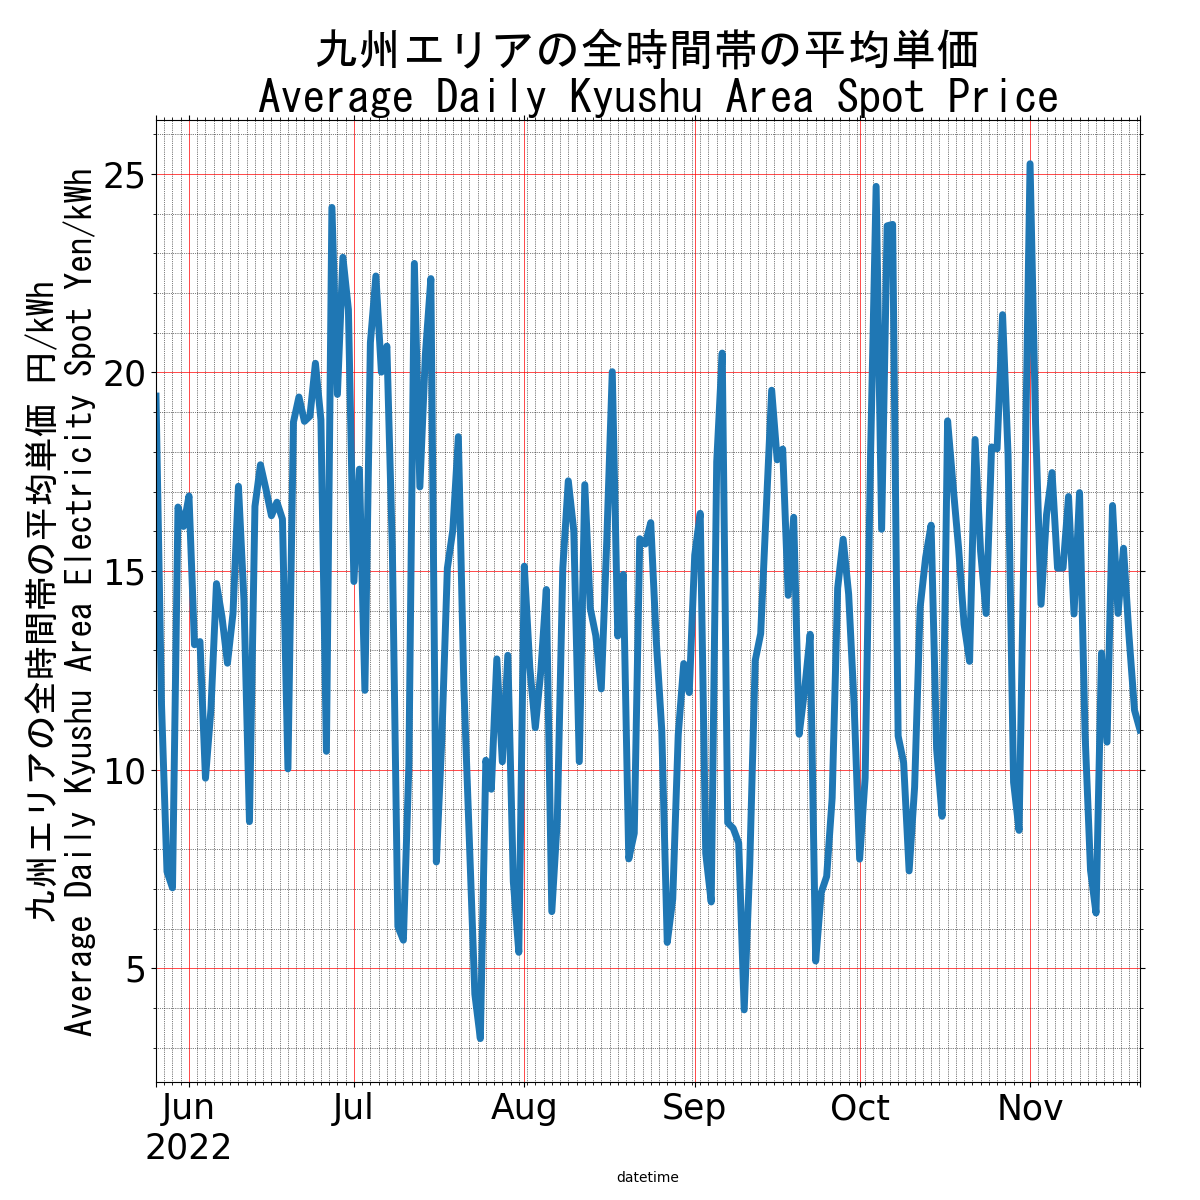 九州エリアの全時間帯の平均単価
Average Daily Kyushu Area Spot Price
九州エリアの全時間帯の平均単価 円/kWh
Average Daily Kyushu Area Electricity Spot Yen/kWh
25
20
15
10
5
Jun Jul Aug Sep Oct Nov
2022
datetime